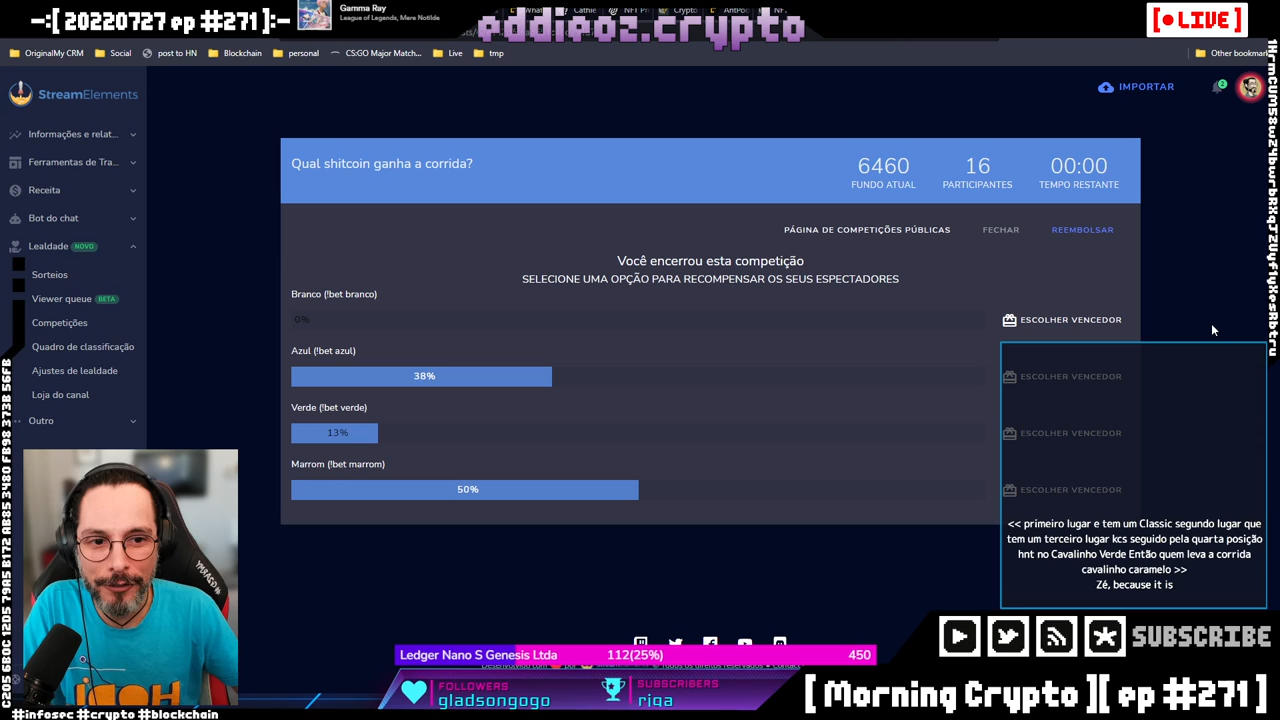 -:[ 20220727 ep #271 ]:-
Gamma Ray
League of Legends, Mere Notilde
eddieoz.crypto
[● LIVE ]
OriginalMy CRM
Social
post to HN
Blockchain
personal
CS:GO Major Match...
Live
tmp
Other bookmar
StreamElements
IMPORTAR
2
Informações e relat...
Ferramentas de Tra...
Receita
Bot do chat
Lealdade NOVO
Sorteios
Viewer queue BETA
Competições
Quadro de classificação
Ajustes de lealdade
Loja do canal
Outro
Qual shitcoin ganha a corrida?
6460
FUNDO ATUAL
16
PARTICIPANTES
00:00
TEMPO RESTANTE
PÁGINA DE COMPETIÇÕES PÚBLICAS
FECHAR
REEMBOLSAR
Você encerrou esta competição
SELECIONE UMA OPÇÃO PARA RECOMPENSAR OS SEUS ESPECTADORES
Branco (!bet branco)
0%
ESCOLHER VENCEDOR
Azul (!bet azul)
38%
ESCOLHER VENCEDOR
Verde (!bet verde)
13%
ESCOLHER VENCEDOR
Marrom (!bet marrom)
50%
ESCOLHER VENCEDOR
<< primeiro lugar e tem um Classic segundo lugar que
tem um terceiro lugar kcs seguido pela quarta posição
hnt no Cavalinho Verde Então quem leva a corrida
cavalinho caramelo >>
Zé, because it is
SUBSCRIBE
Ledger Nano S Genesis Ltda 112(25%) 450
FOLLOWERS
gladsongogo
SUBSCRIBERS
riga
[ Morning Crypto ][ ep #271 ]
#infosec #crypto #blockchain